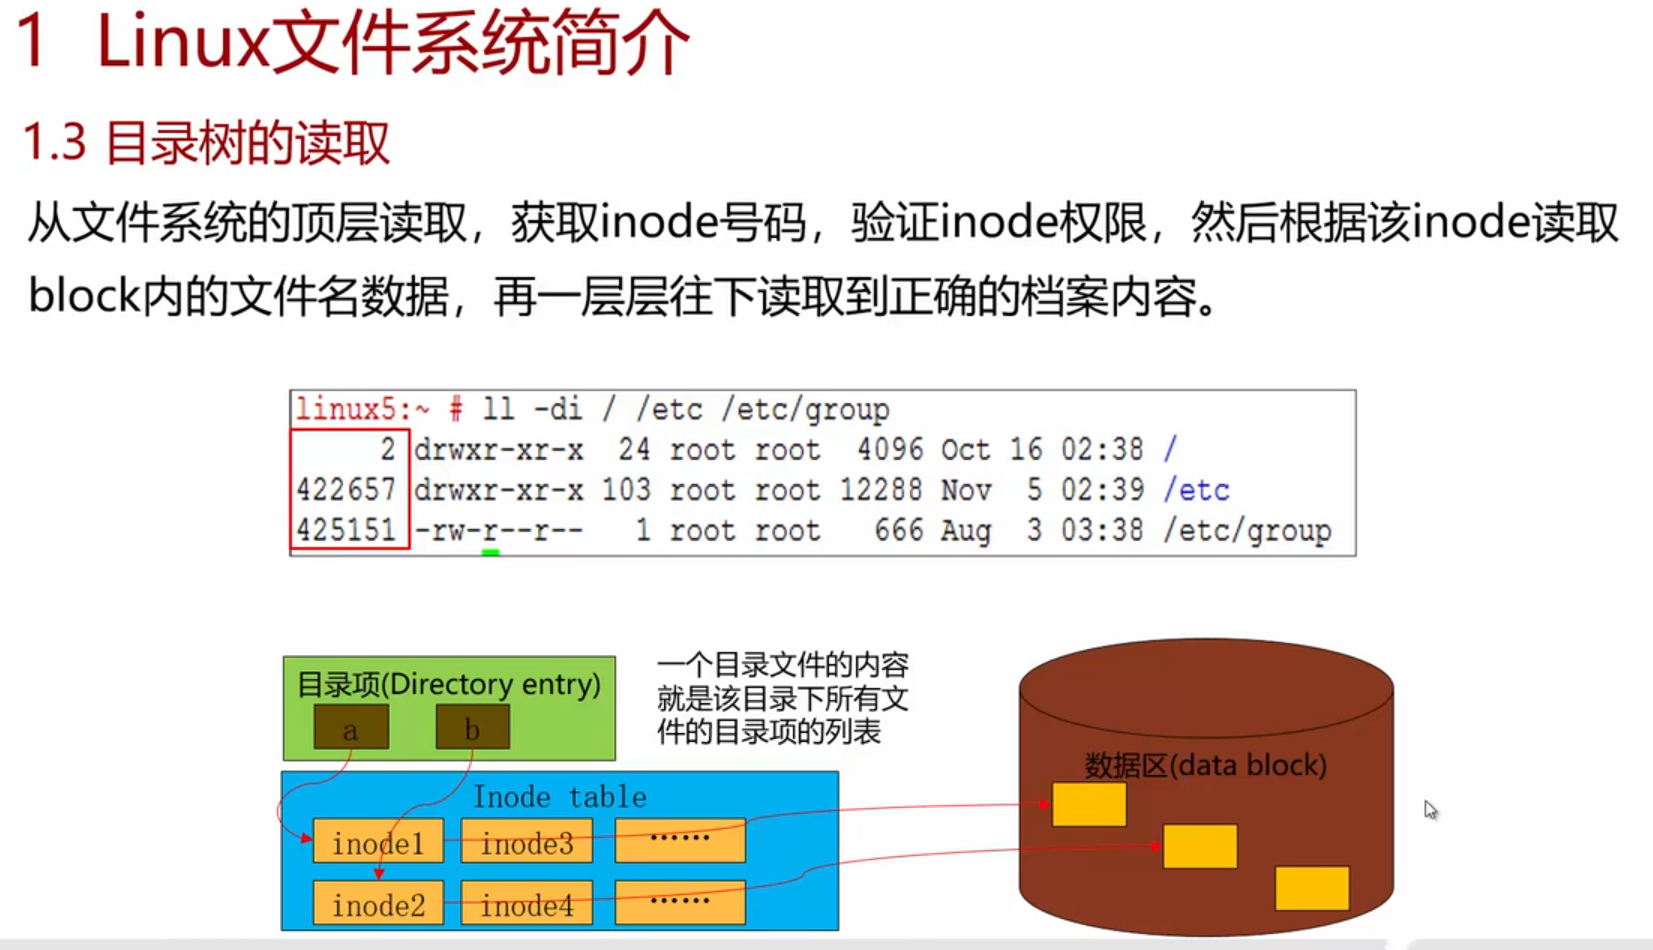 1 Linux文件系统简介
1.3 目录树的读取
从文件系统的顶层读取，获取inode号码，验证inode权限，然后根据该inode读取
block内的文件名数据，再一层层往下读取到正确的档案内容。
linux5:~ # ll -di / /etc /etc/group
2 drwxr-xr-x 24 root root 4096 Oct 16 02:38 /
422657 drwxr-xr-x 103 root root 12288 Nov 5 02:39 /etc
425151 -rw-r--r-- 1 root root 666 Aug 3 03:38 /etc/group
目录项(Directory entry)
a b
一个目录文件的内容
就是该目录下所有文
件的目录项的列表
Inode table
inode1 inode3 ······
inode2 inode4 ······
数据区(data block)